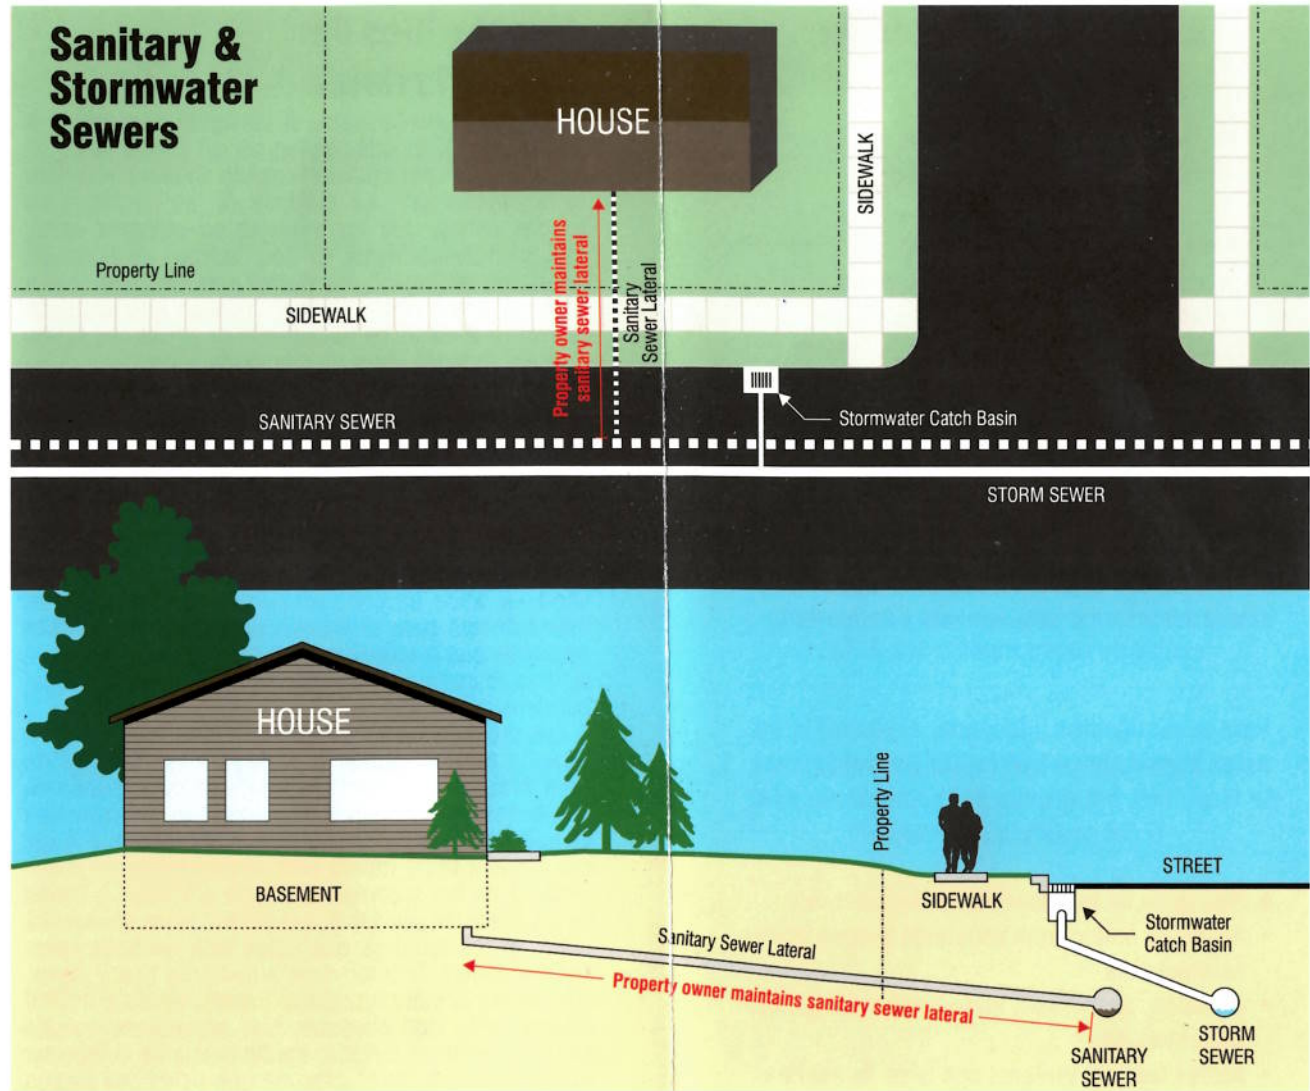 Sanitary &
Stormwater
Sewers
HOUSE
SIDEWALK
Property Line
SIDEWALK
Property owner maintains
sanitary sewer lateral
Sanitary
Sewer Lateral
SANITARY SEWER
Stormwater Catch Basin
STORM SEWER
HOUSE
Property Line
STREET
BASEMENT
SIDEWALK
Stormwater
Catch Basin
Sanitary Sewer Lateral
Property owner maintains sanitary sewer lateral
SANITARY
SEWER
STORM
SEWER